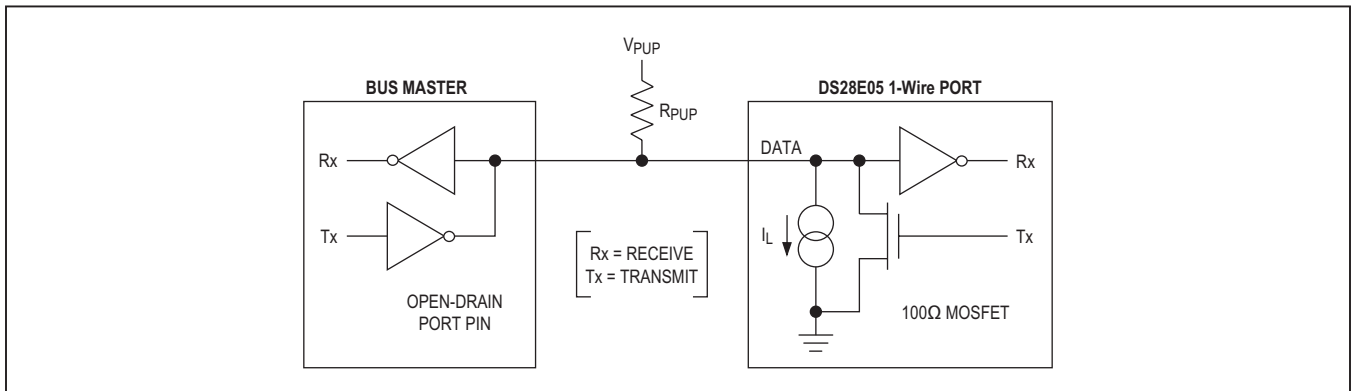 VPUP
BUS MASTER
DS28E05 1-Wire PORT
RPUP
Rx
DATA
Rx
Tx
IL
Tx
Rx = RECEIVE
Tx = TRANSMIT
OPEN-DRAIN
PORT PIN
100Ω MOSFET